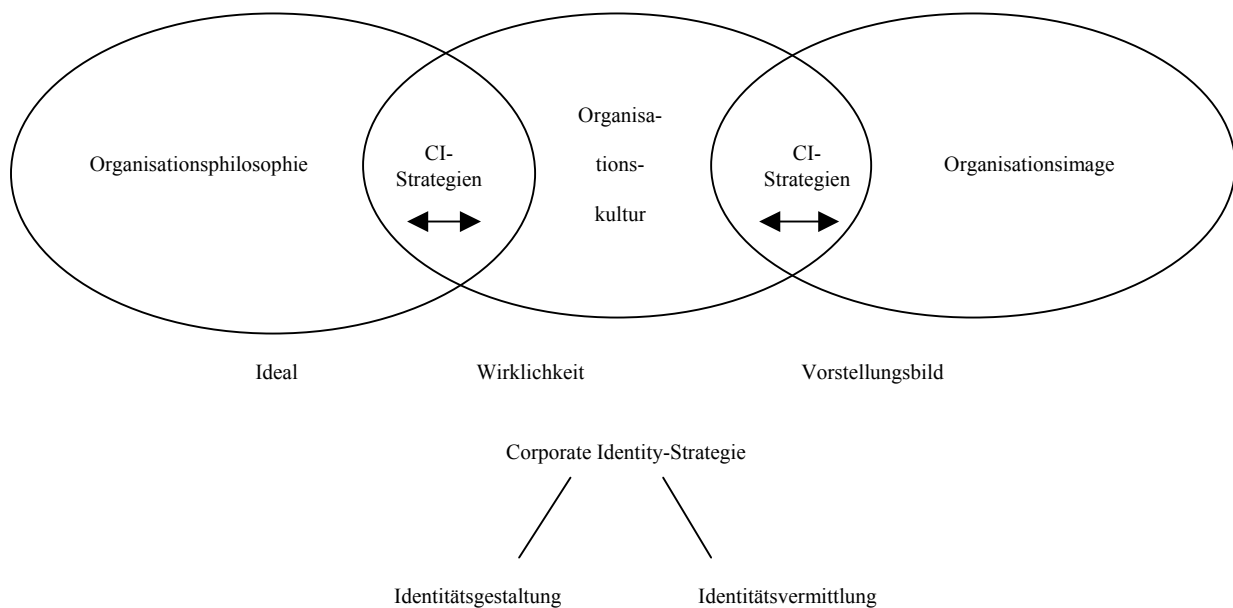 Organisationsphilosophie
CI-
Strategien
Organisa-
tions-
kultur
CI-
Strategien
Organisationsimage
Ideal
Wirklichkeit
Vorstellungsbild
Corporate Identity-Strategie
Identitätsgestaltung
Identitätsvermittlung